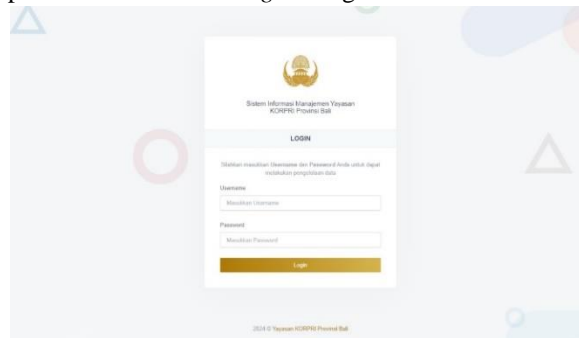 Sistem Informasi Manajemen Yayasan
KORPRI Provinsi Bali
LOGIN
Silahkan masukkan Username dan Password Anda untuk dapat
melakukan pengelolaan data
Username
Masukkan Username
Password
Masukkan Password
Login
2024 © Yayasan KORPRI Provinsi Bali